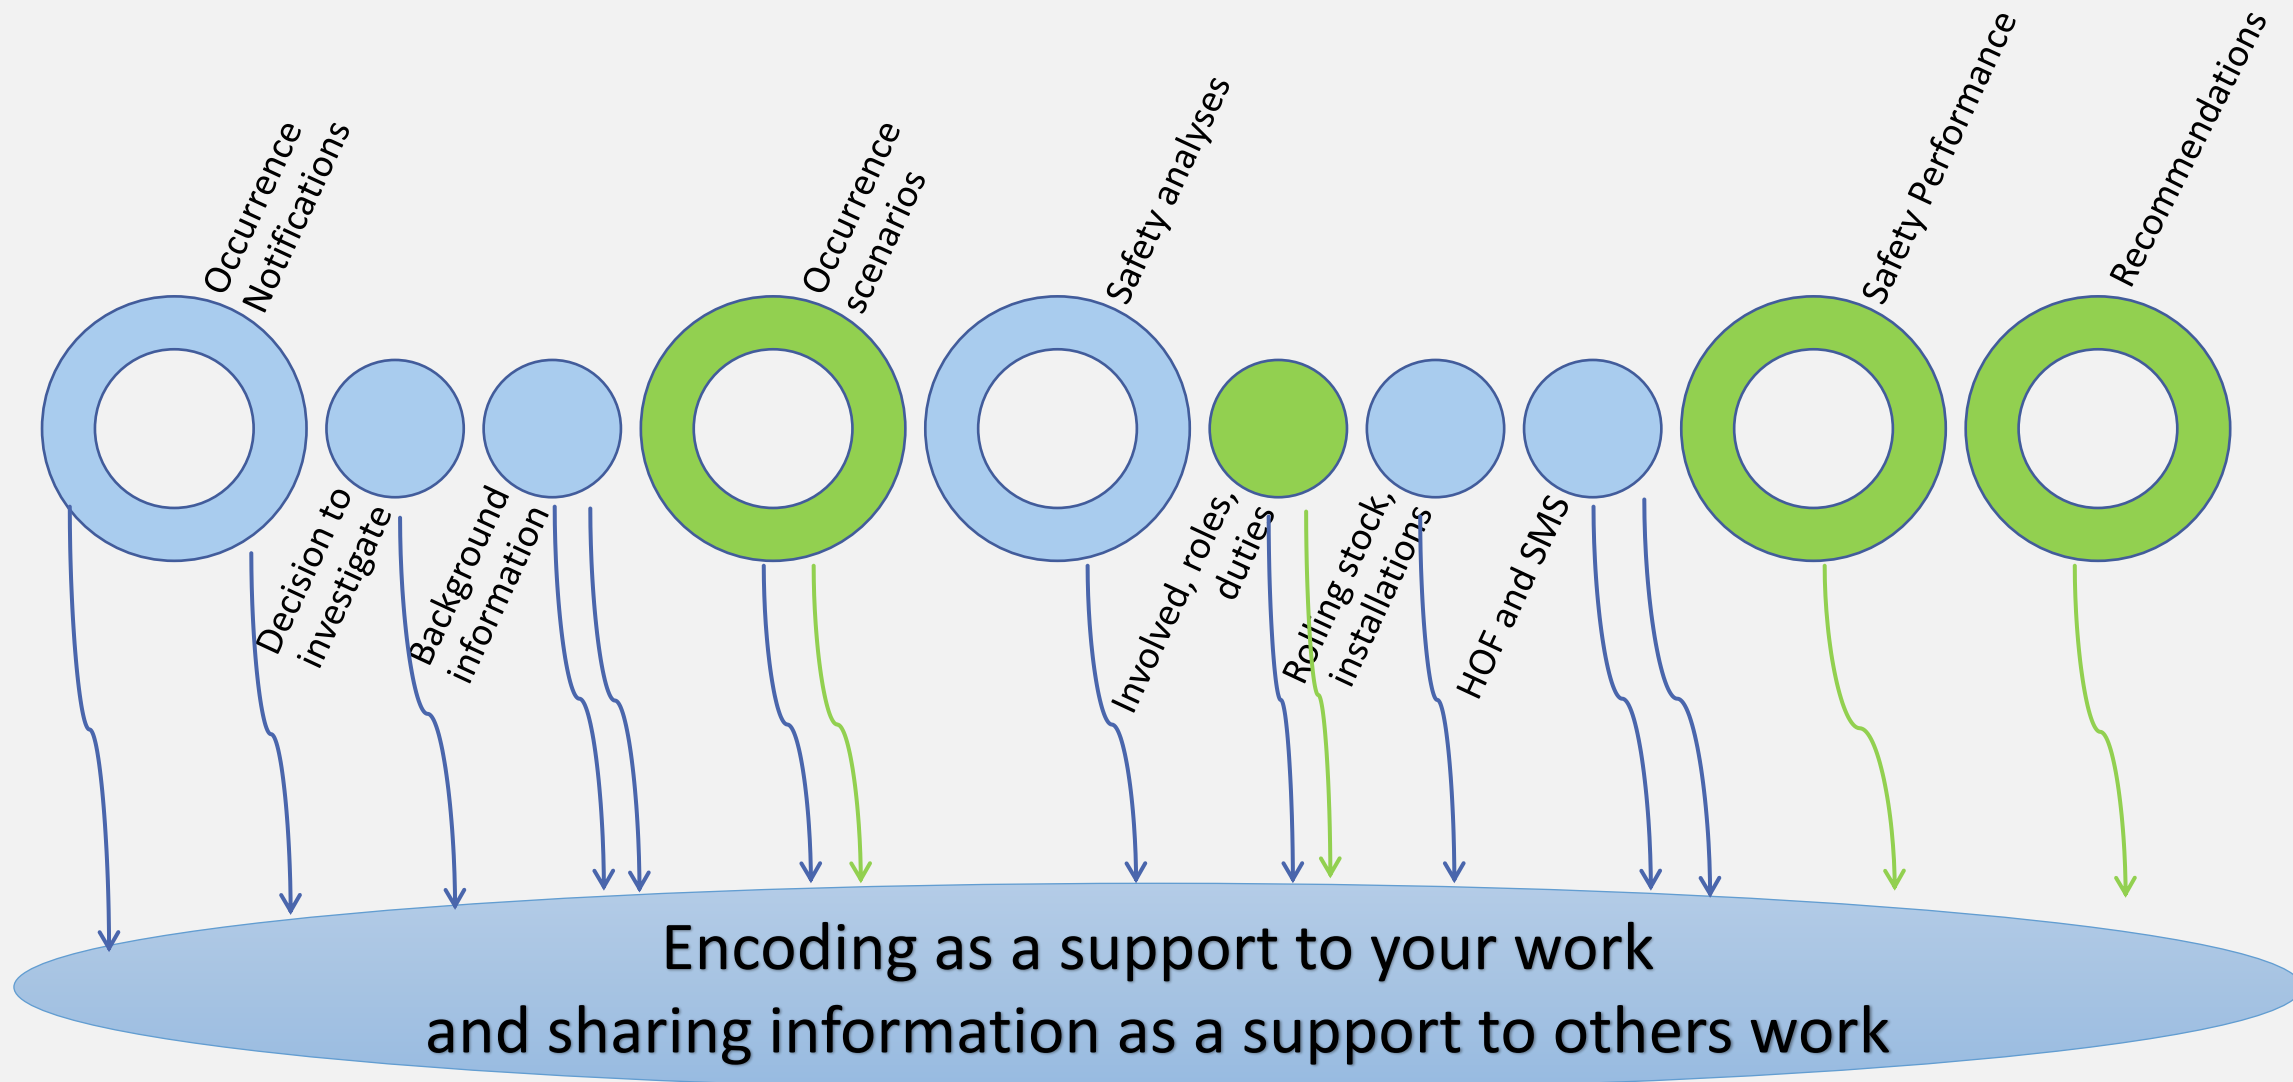 Occurrence
Notifications
Decision to
investigate
Background
information
Occurrence
scenarios
Safety analyses
Involved, roles,
duties
Rolling stock,
installations
HOF and SMS
Safety Performance
Recommendations
Encoding as a support to your work
and sharing information as a support to others work